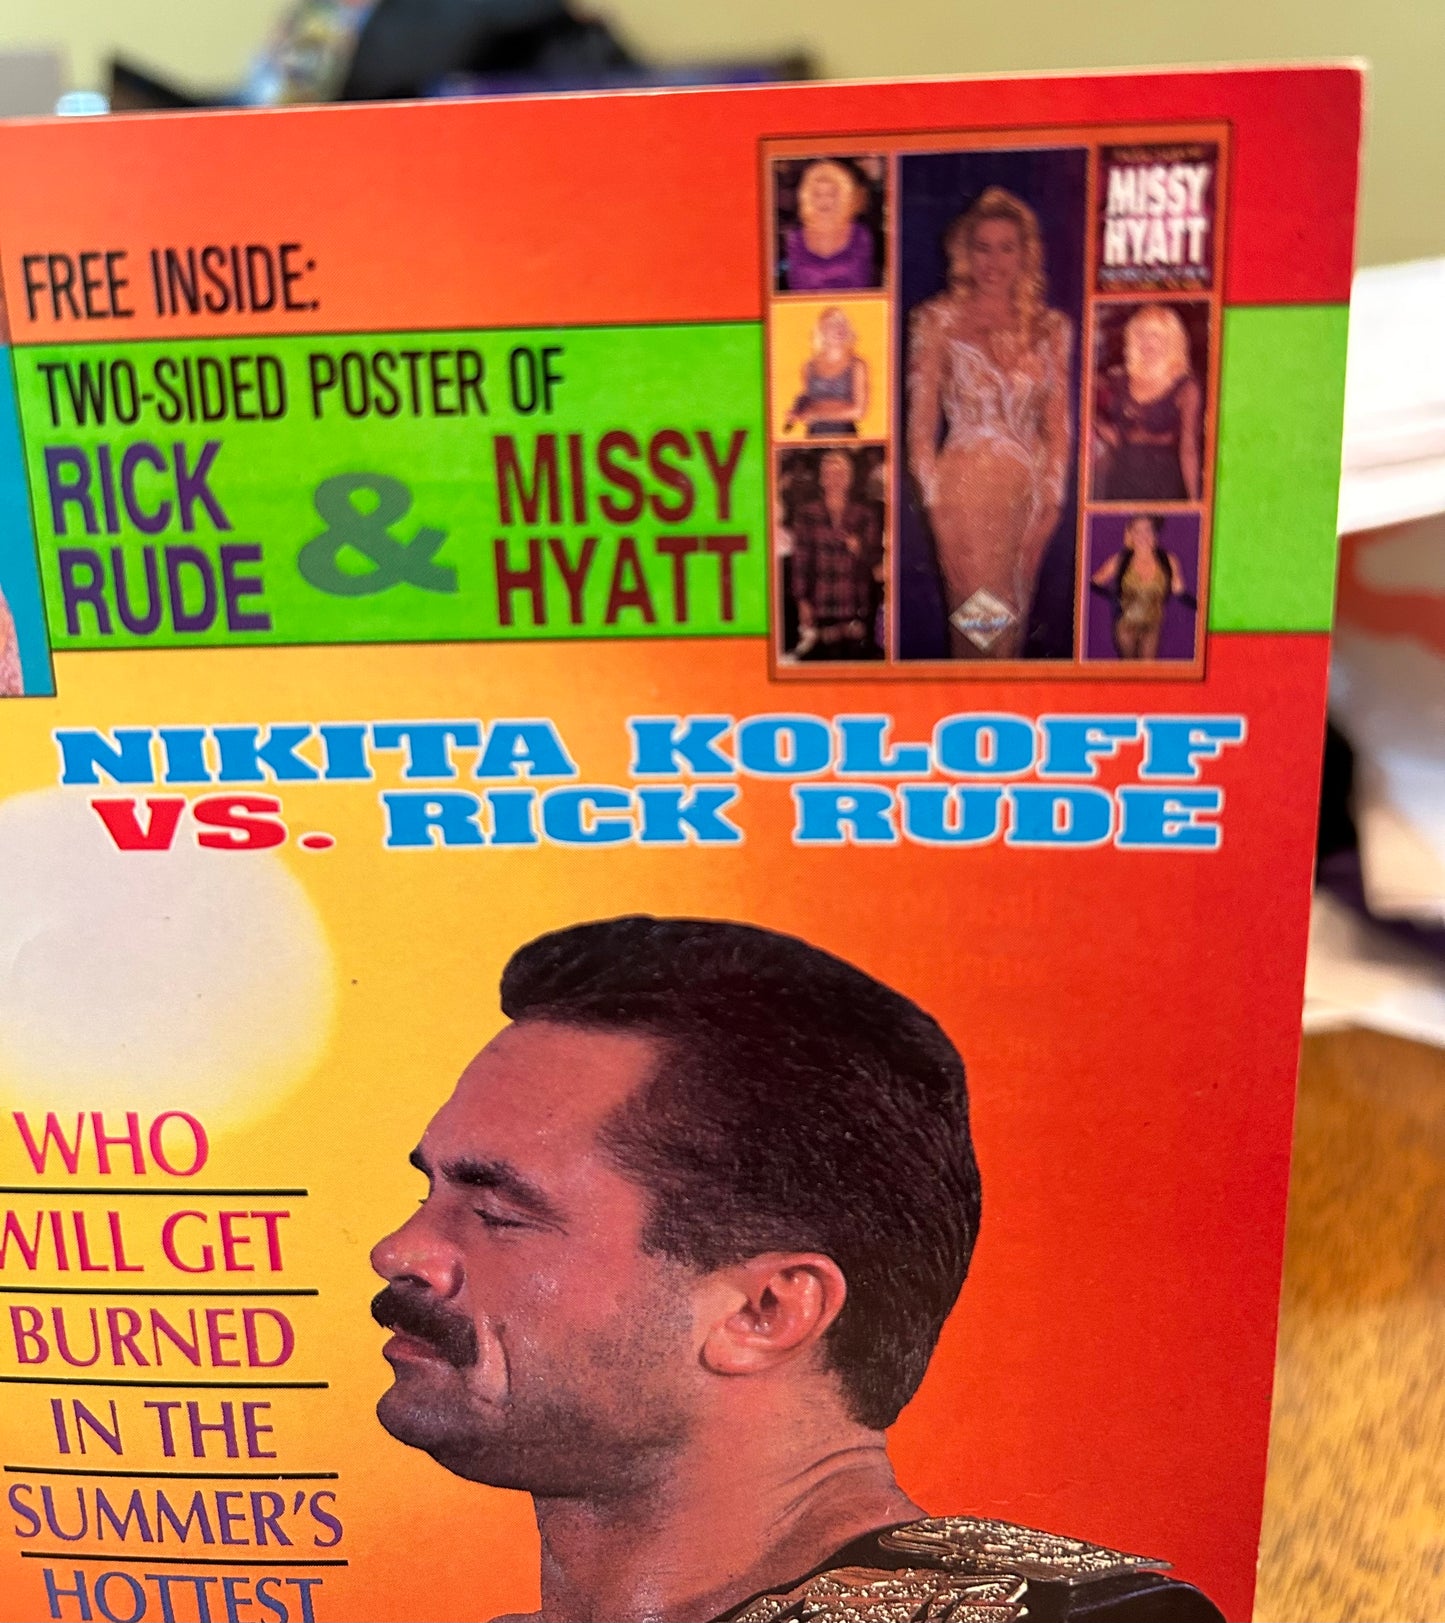 FREE INSIDE:
TWO-SIDED POSTER OF
RICK
RUDE
&
MISSY
HYATT
MISSY
HYATT
NIKITA KOLOFF
VS. RICK RUDE
WHO
WILL GET
BURNED
IN THE
SUMMER'S
HOTTEST